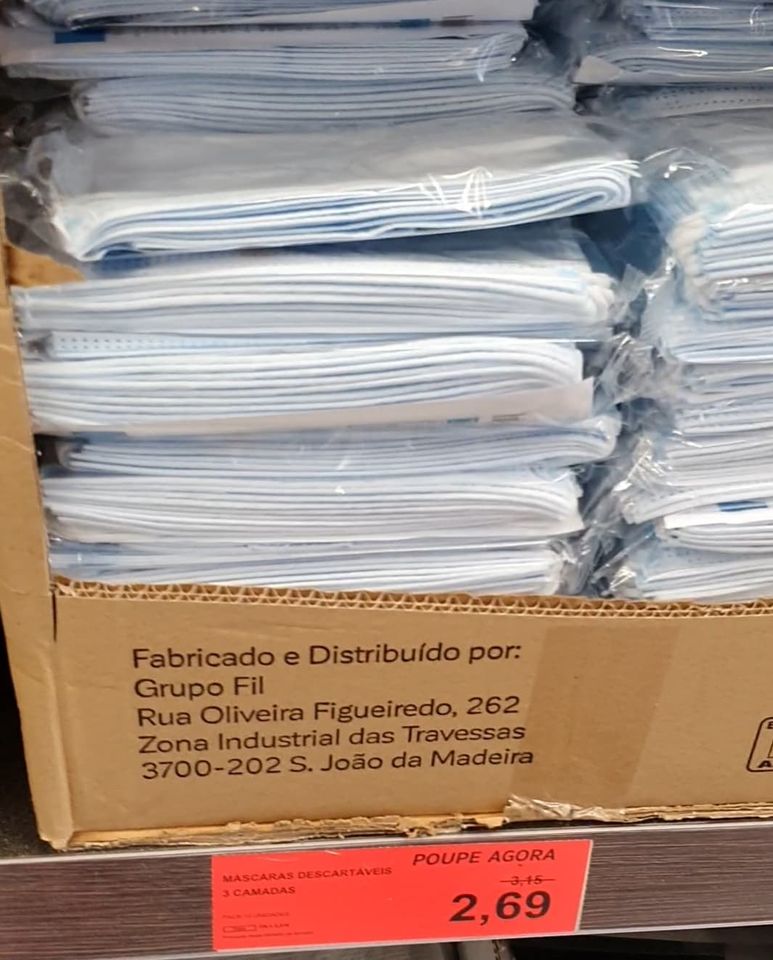 Fabricado e Distribuído por:
Grupo Fil
Rua Oliveira Figueiredo, 262
Zona Industrial das Travessas
3700-202 S. João da Madeira
POUPE AGORA
MÁSCARAS DESCARTÁVEIS
3 CAMADAS
3,15
2,69